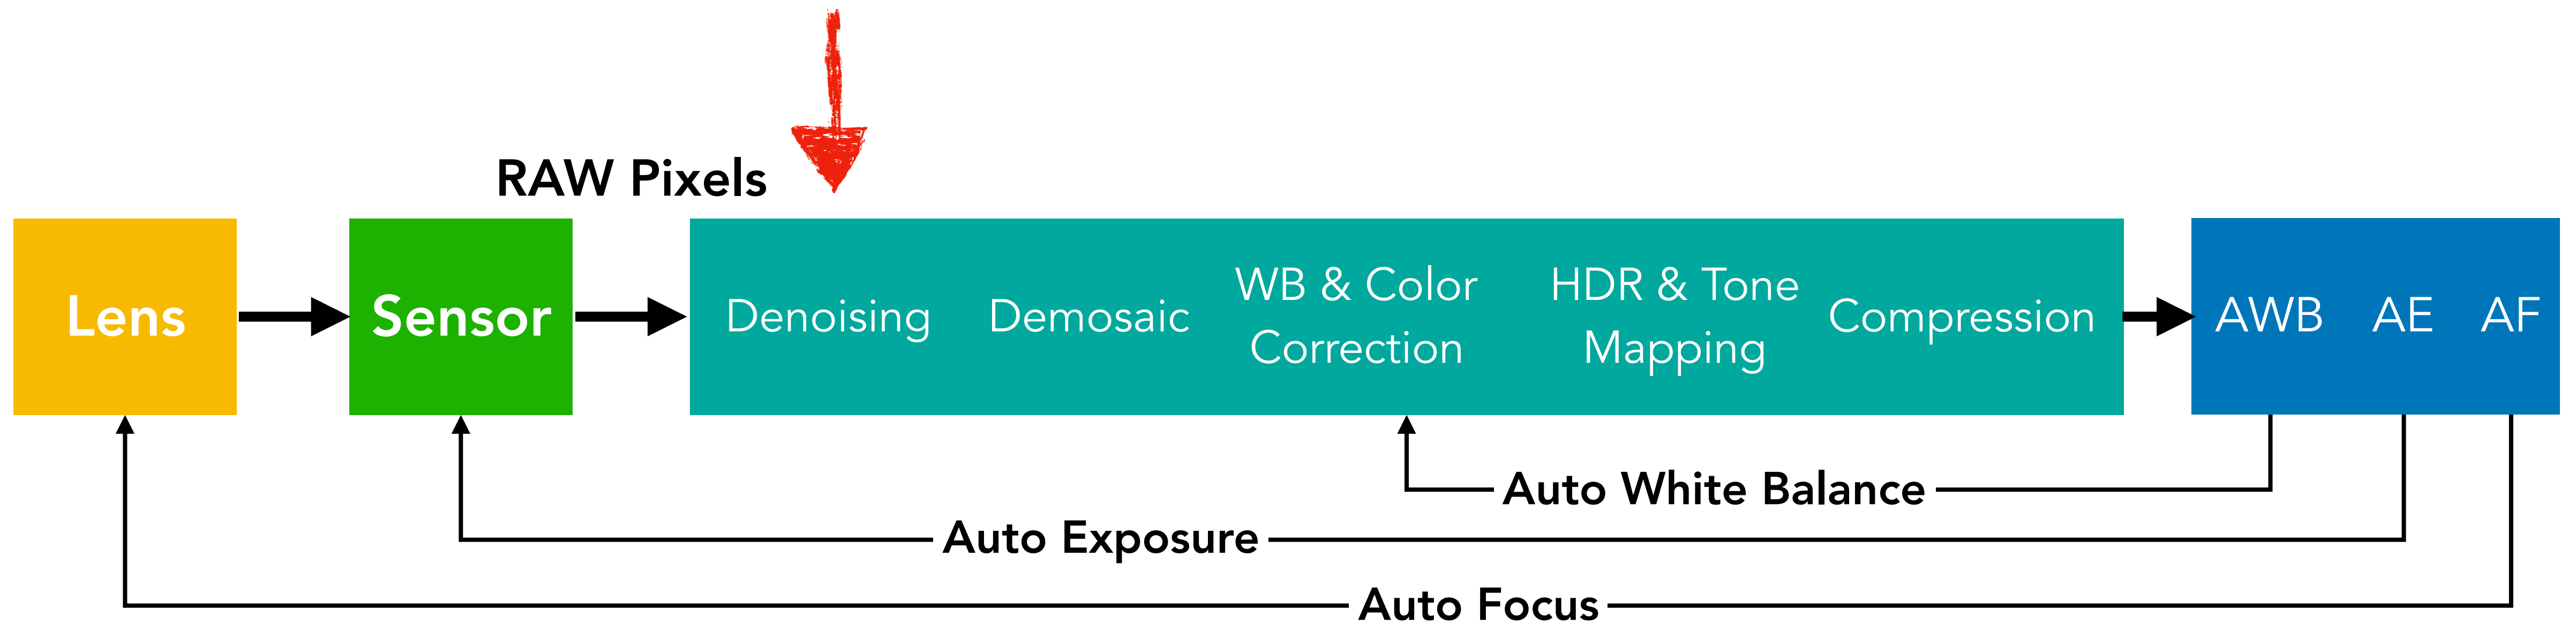 RAW Pixels
Lens
Sensor
Denoising
Demosaic
WB & Color
Correction
HDR & Tone
Mapping
Compression
AWB
AE
AF
Auto White Balance
Auto Exposure
Auto Focus